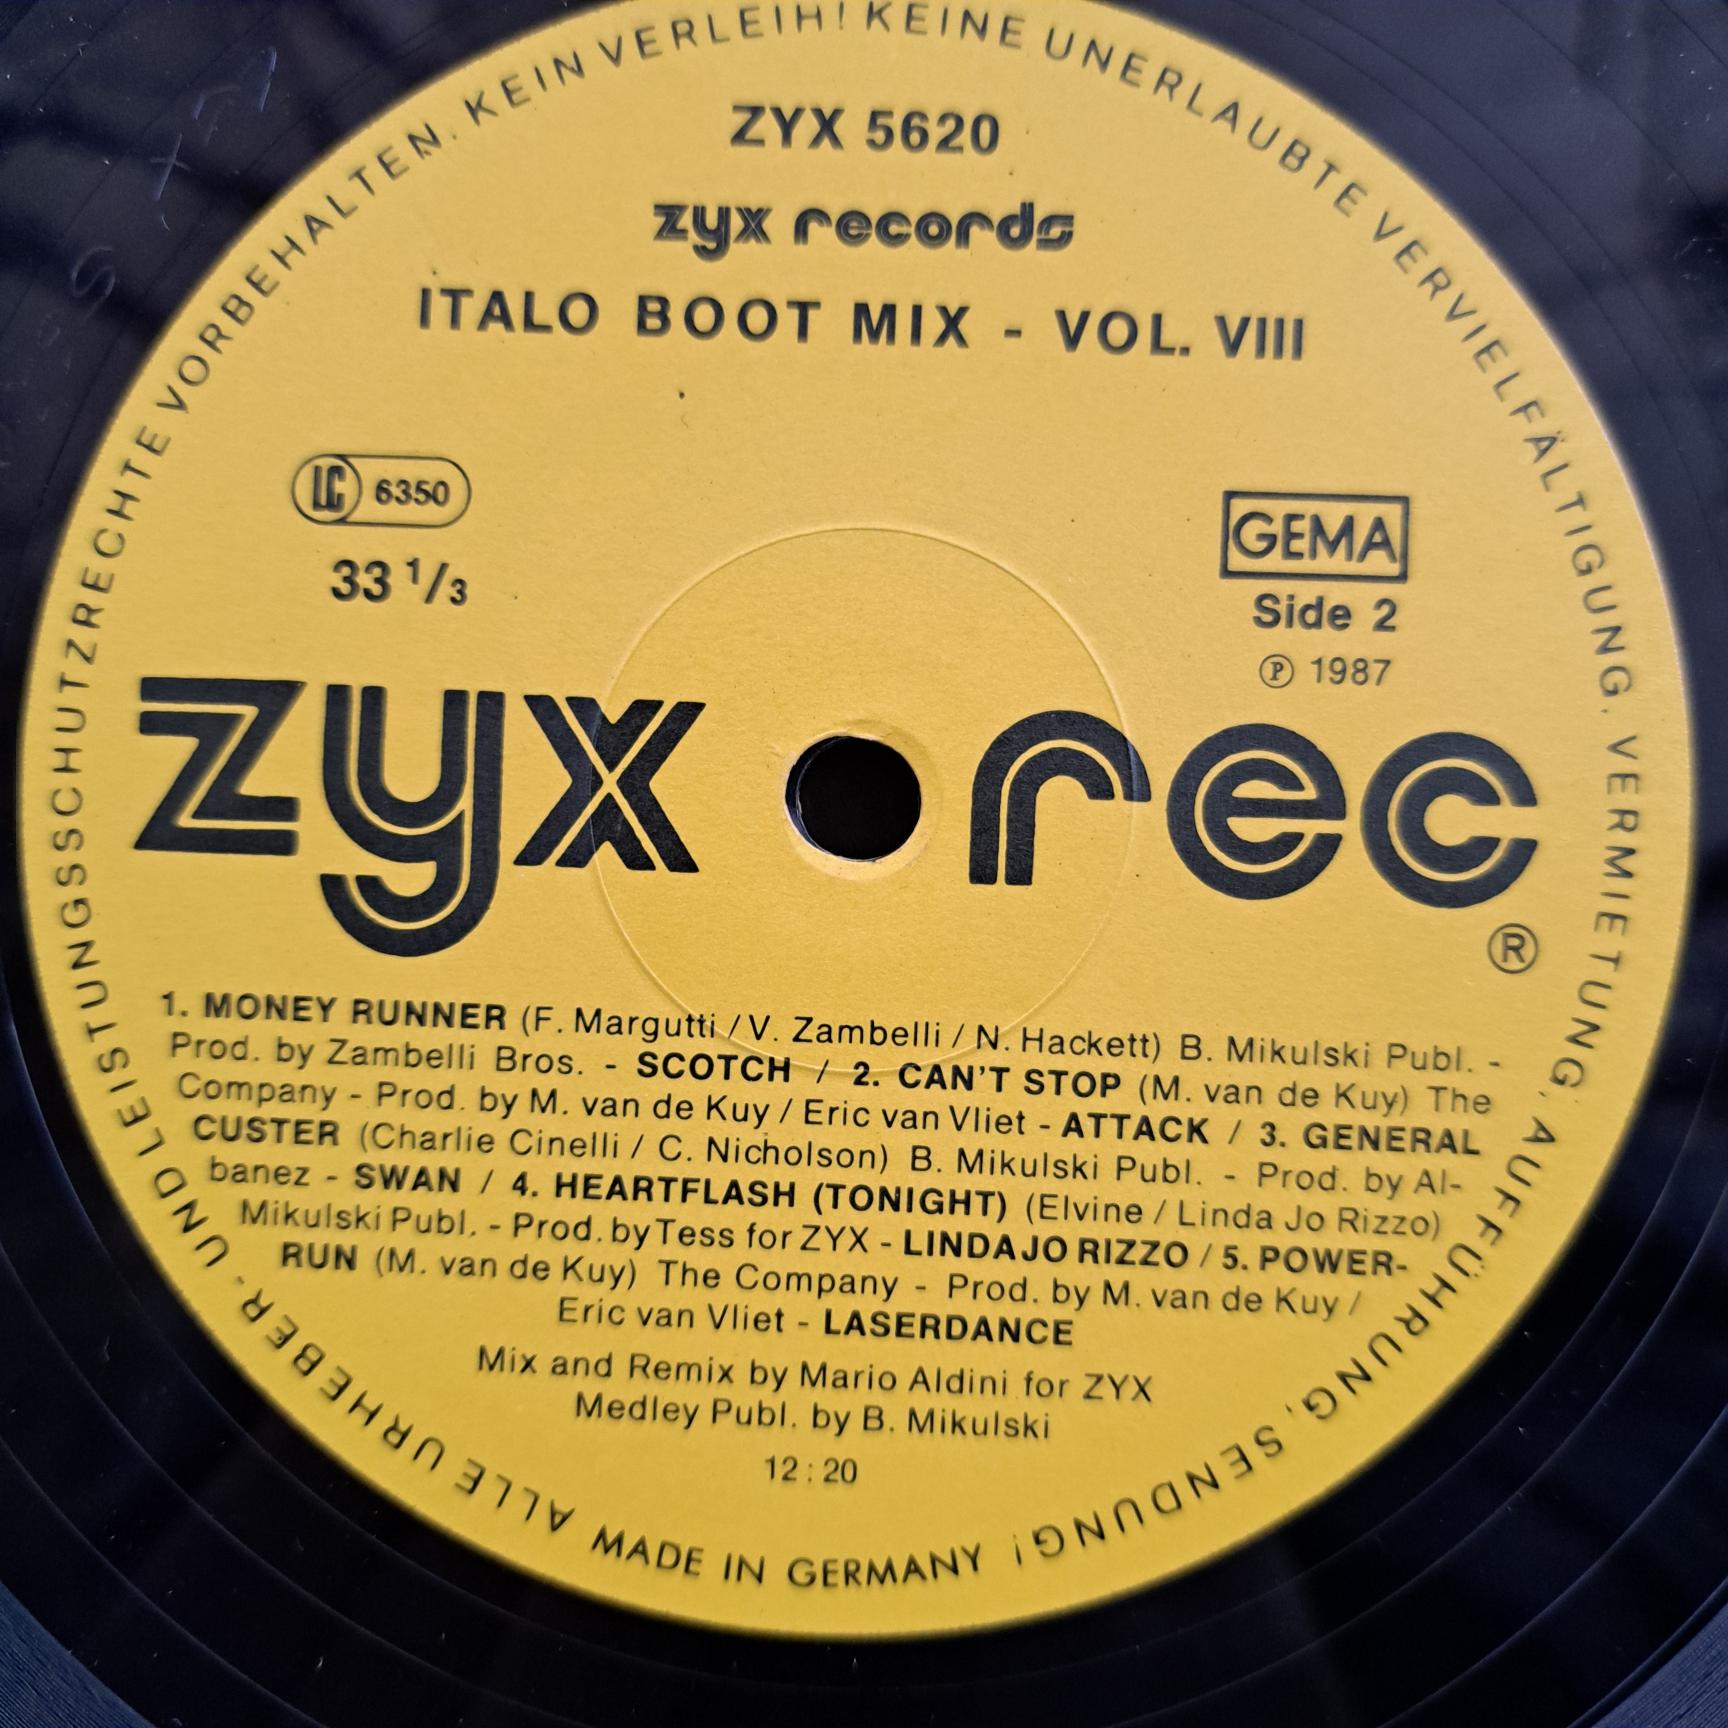 ZYX 5620
zyx records
ITALO BOOT MIX - VOL. VIII
LC 6350
33 1/3
GEMA
Side 2
℗ 1987
zyx rec ®
1. MONEY RUNNER (F. Margutti / V. Zambelli / N. Hackett) B. Mikulski Publ. -
Prod. by Zambelli Bros. - SCOTCH / 2. CAN'T STOP (M. van de Kuy) The
Company - Prod. by M. van de Kuy / Eric van Vliet - ATTACK / 3. GENERAL
CUSTER (Charlie Cinelli / C. Nicholson) B. Mikulski Publ. - Prod. by Al-
banez - SWAN / 4. HEARTFLASH (TONIGHT) (Elvine / Linda Jo Rizzo)
Mikulski Publ. - Prod. by Tess for ZYX - LINDA JO RIZZO / 5. POWER-
RUN (M. van de Kuy) The Company - Prod. by M. van de Kuy /
Eric van Vliet - LASERDANCE
Mix and Remix by Mario Aldini for ZYX
Medley Publ. by B. Mikulski
12:20
ALLE URHEBER- UND LEISTUNGSSCHUTZRECHTE VORBEHALTEN. KEIN VERLEIH! KEINE UNERLAUBTE VERVIELFÄLTIGUNG, VERMIETUNG, AUFFÜHRUNG, SENDUNG!
MADE IN GERMANY